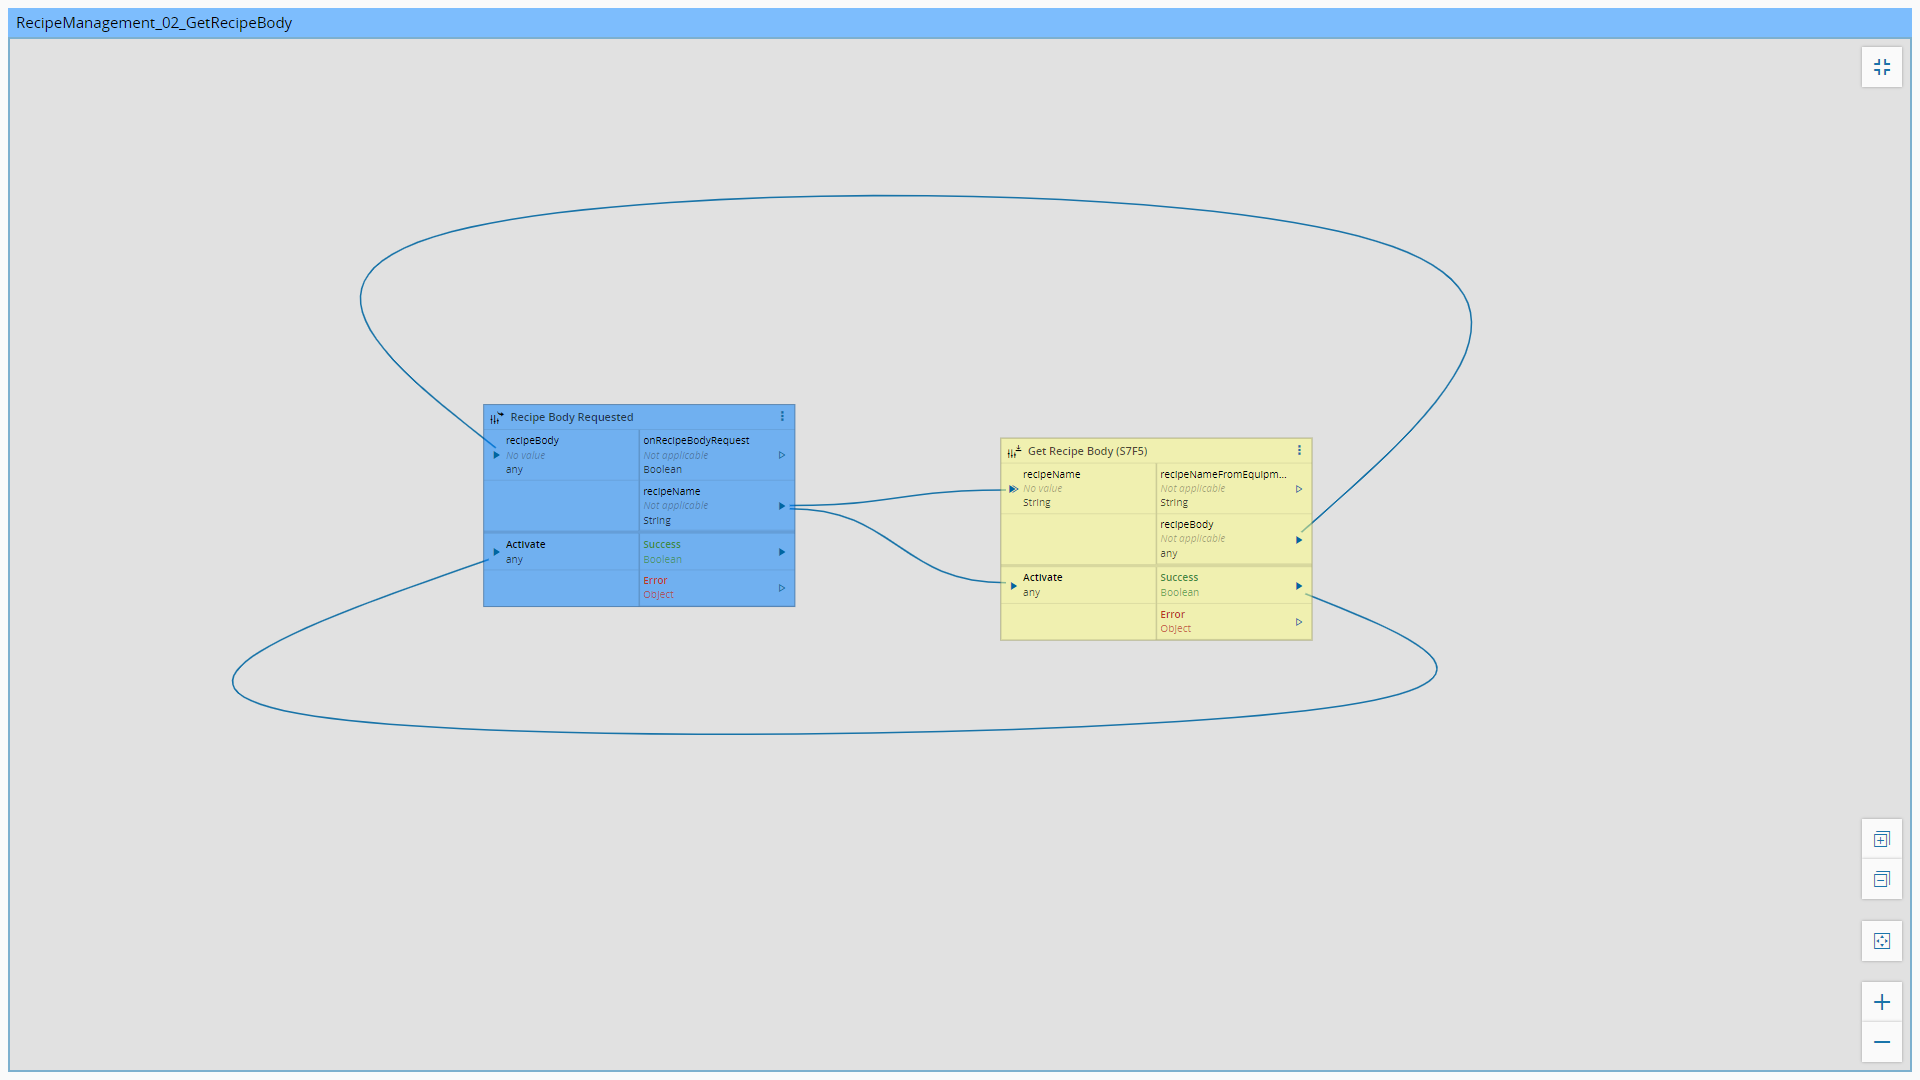 RecipeManagement_02_GetRecipeBody
Recipe Body Requested
recipeBody
No value
any
onRecipeBodyRequest
Not applicable
Boolean
recipeName
Not applicable
String
Activate
any
Success
Boolean
Error
Object
Get Recipe Body (S7F5)
recipeName
No value
String
recipeNameFromEquipm...
Not applicable
String
recipeBody
Not applicable
any
Activate
any
Success
Boolean
Error
Object